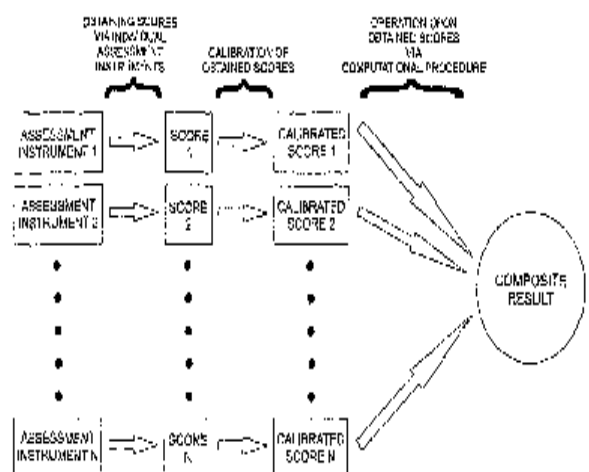 OBTAINING SCORES
VIA INDIVIDUAL
ASSESSMENT
INSTRUMENTS
CALIBRATION OF
OBTAINED SCORES
OPERATION UPON
OBTAINED SCORES
VIA
COMPUTATIONAL PROCEDURE
ASSESSMENT
INSTRUMENT 1
SCORE
1
CALIBRATED
SCORE 1
ASSESSMENT
INSTRUMENT 2
SCORE
2
CALIBRATED
SCORE 2
COMPOSITE
RESULT
ASSESSMENT
INSTRUMENT N
SCORE
N
CALIBRATED
SCORE N